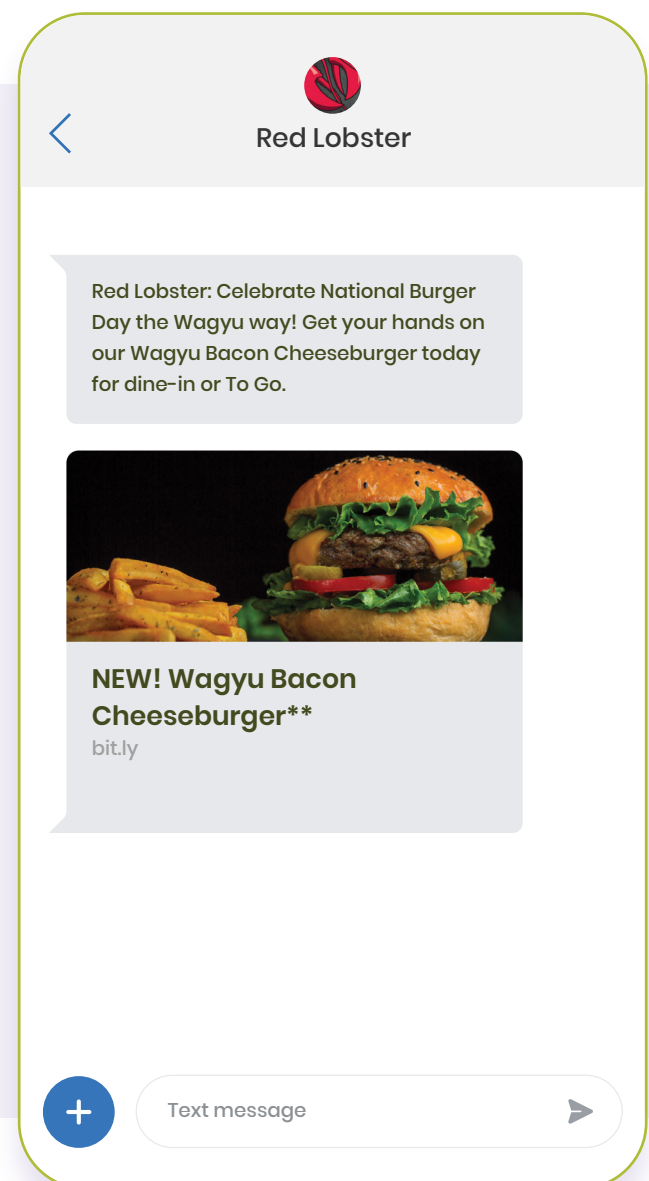 Red Lobster
Red Lobster: Celebrate National Burger
Day the Wagyu way! Get your hands on
our Wagyu Bacon Cheeseburger today
for dine-in or To Go.
NEW! Wagyu Bacon
Cheeseburger**
bit.ly
Text message